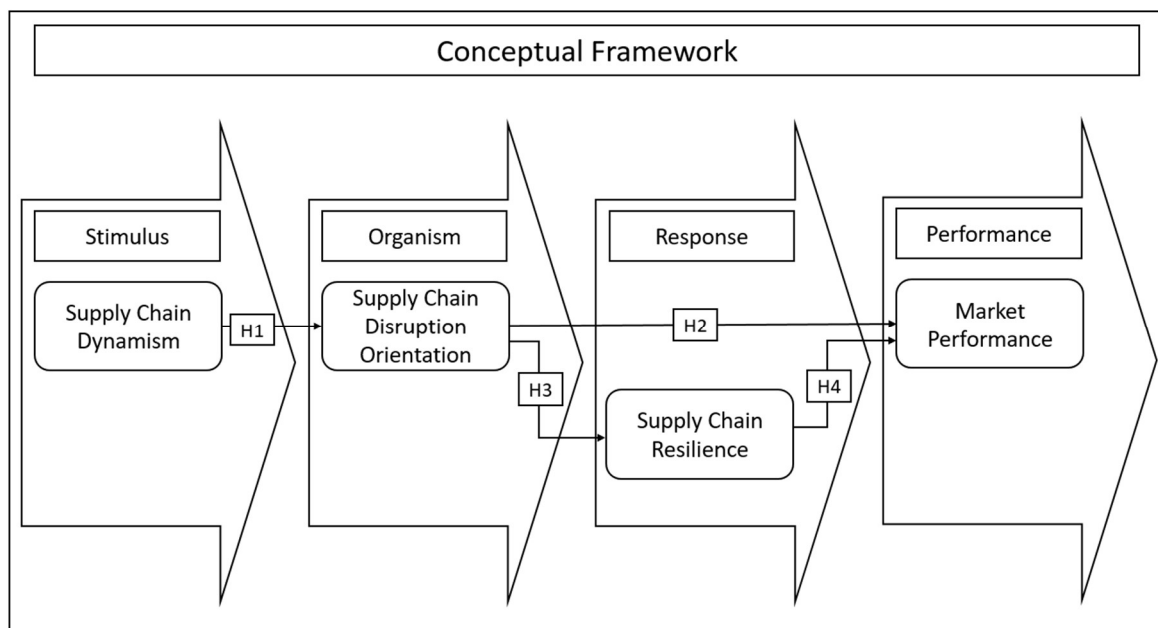 Conceptual Framework
Stimulus
Organism
Response
Performance
Supply Chain
Dynamism
H1
Supply Chain
Disruption
Orientation
H2
H3
Supply Chain
Resilience
H4
Market
Performance